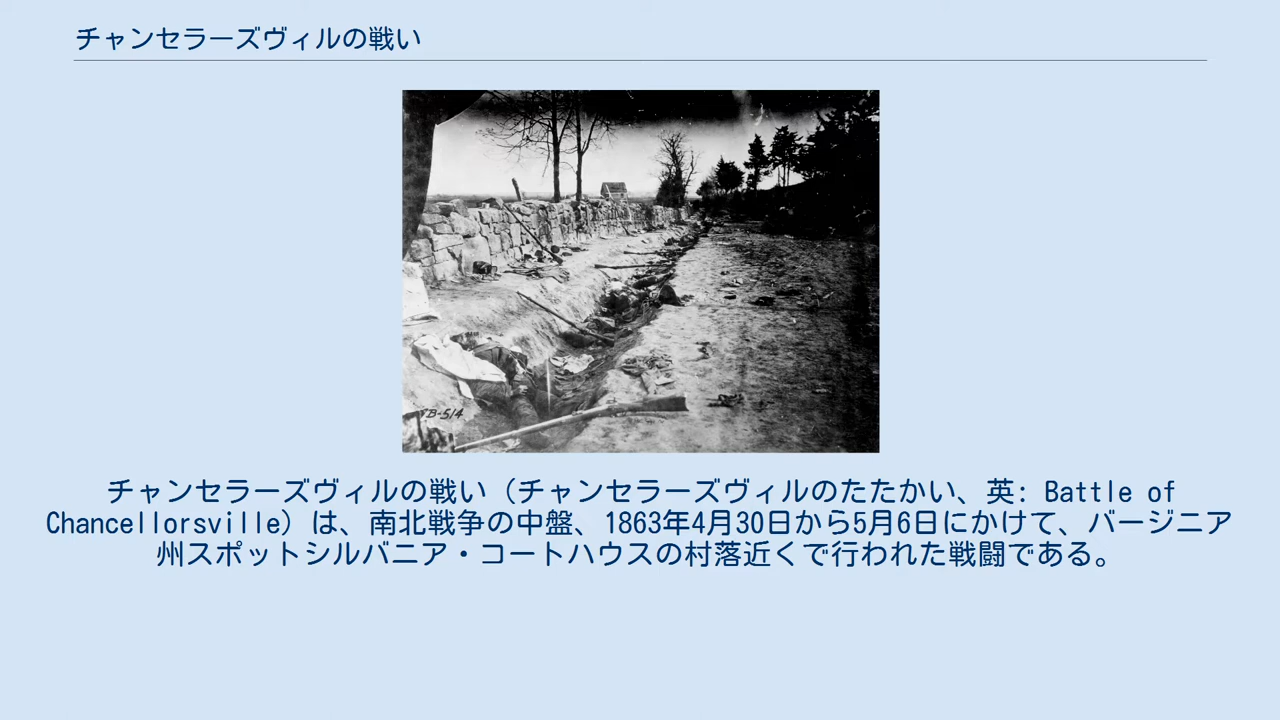 チャンセラーズヴィルの戦い
B-514
チャンセラーズヴィルの戦い（チャンセラーズヴィルのたたかい、英: Battle of
Chancellorsville）は、南北戦争の中盤、1863年4月30日から5月6日にかけて、バージニア
州スポットシルバニア・コートハウスの村落近くで行われた戦闘である。